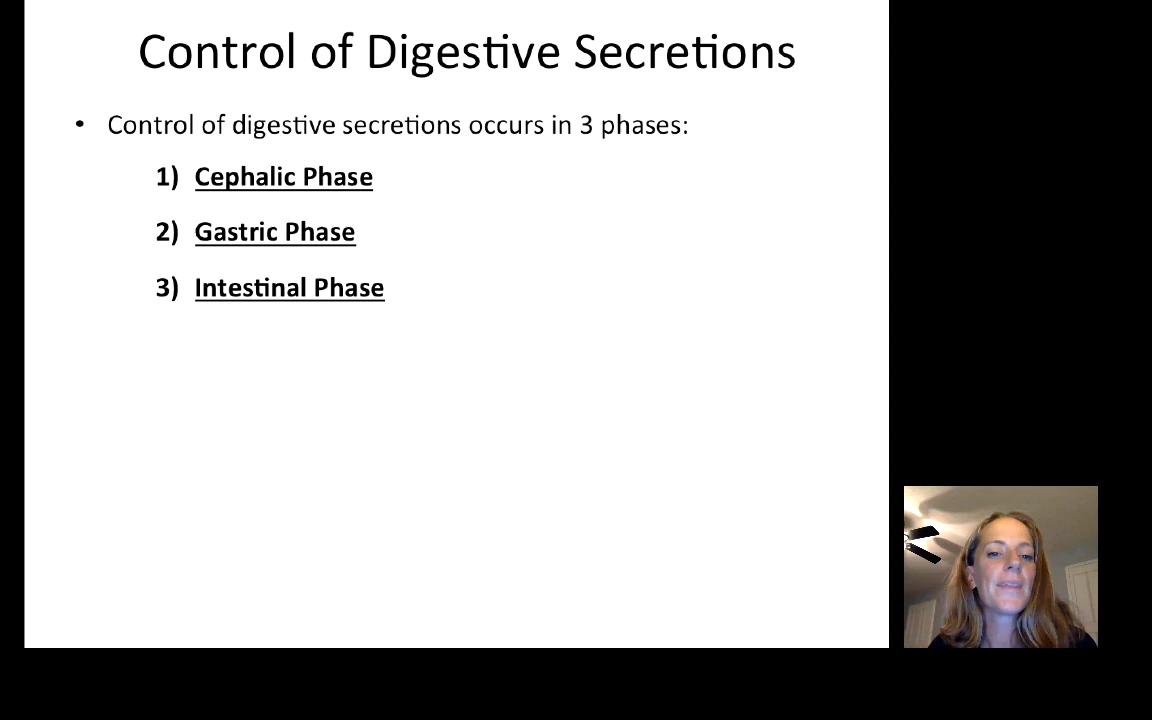 Control of Digestive Secretions
• Control of digestive secretions occurs in 3 phases:
1) Cephalic Phase
2) Gastric Phase
3) Intestinal Phase